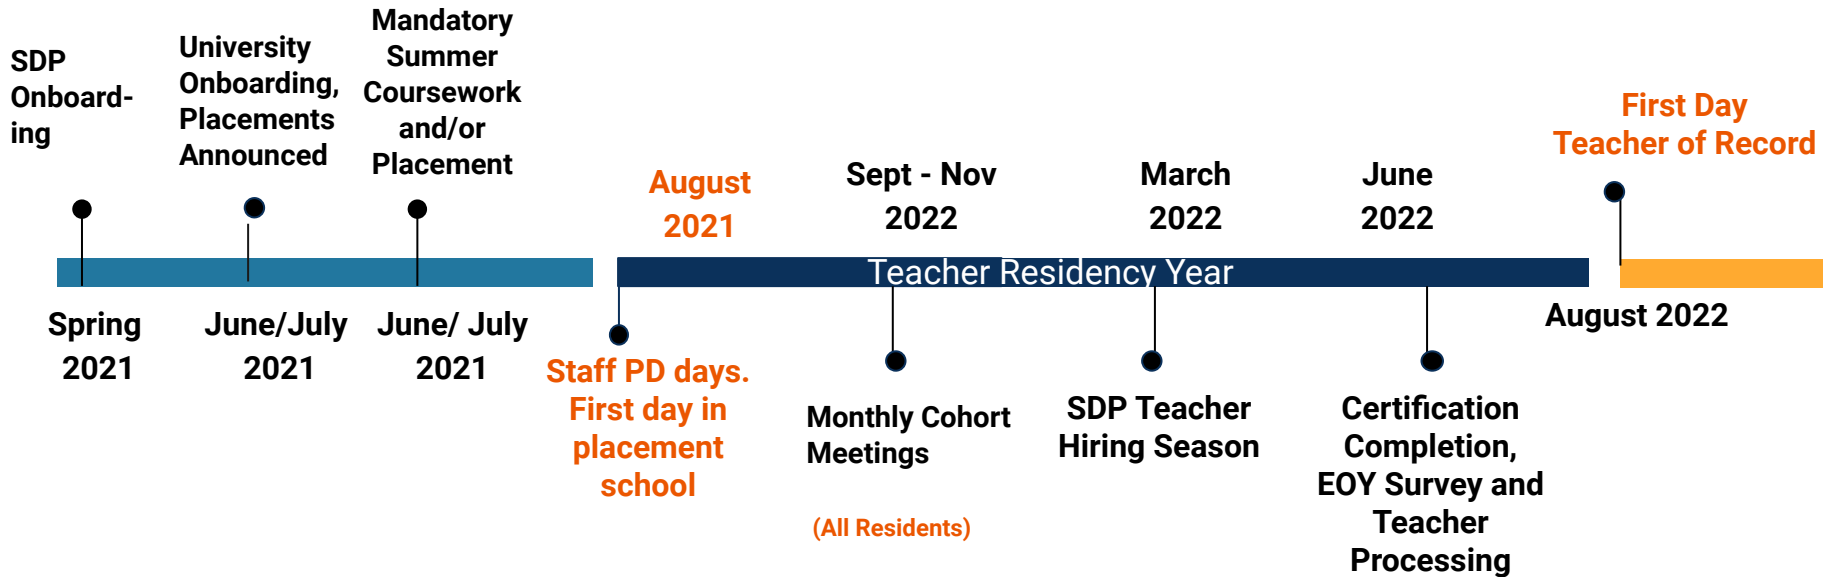 SDP
Onboard-
ing
University
Onboarding,
Placements
Announced
Mandatory
Summer
Coursework
and/or
Placement
August
2021
Sept - Nov
2022
March
2022
June
2022
First Day
Teacher of Record
Teacher Residency Year
Spring
2021
June/July
2021
June/ July
2021
Staff PD days.
First day in
placement
school
Monthly Cohort
Meetings
(All Residents)
SDP Teacher
Hiring Season
Certification
Completion,
EOY Survey and
Teacher
Processing
August 2022